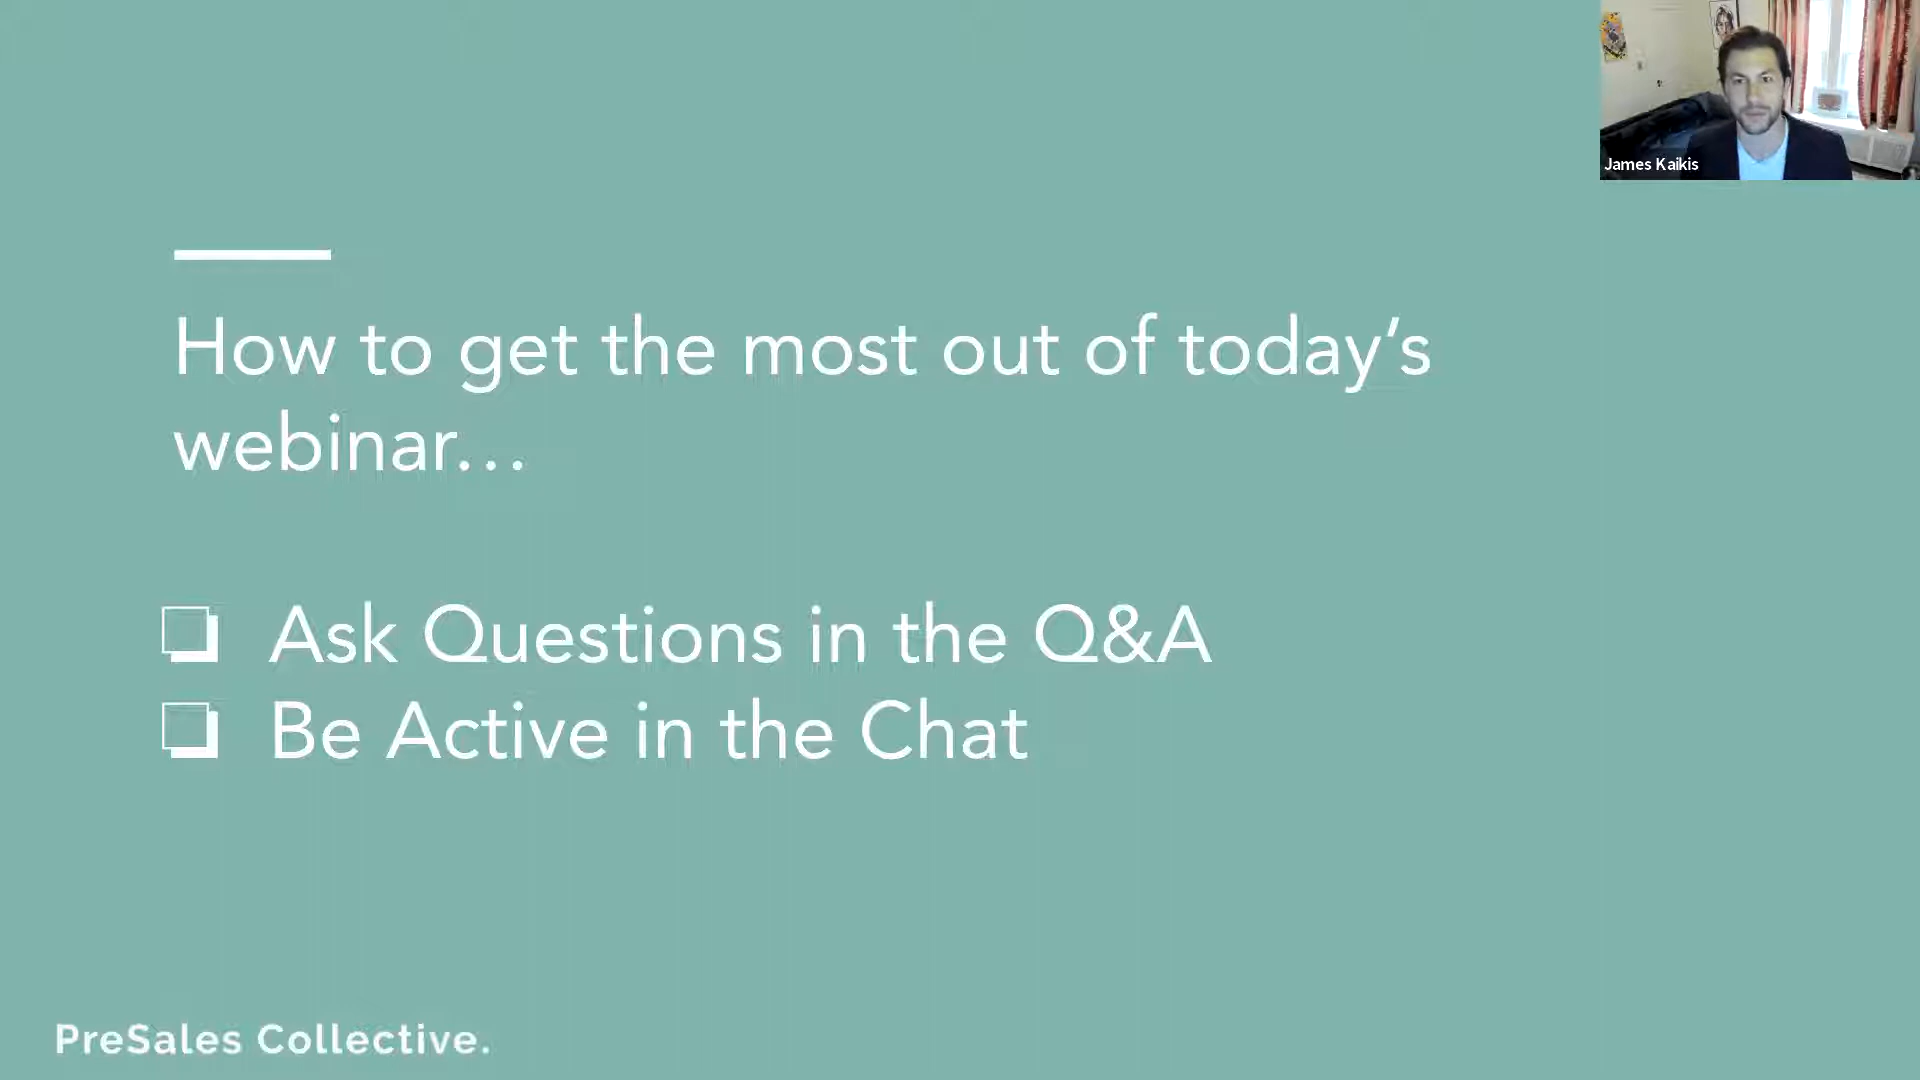 James Kaikis
How to get the most out of today’s
webinar…
Ask Questions in the Q&A
Be Active in the Chat
PreSales Collective.